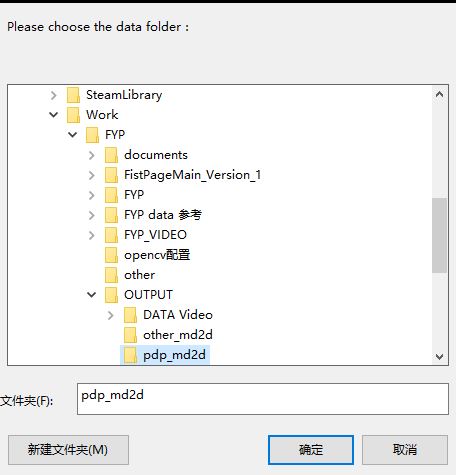 Please choose the data folder :
SteamLibrary
Work
FYP
documents
FistPageMain_Version_1
FYP
FYP data 参考
FYP_VIDEO
opencv配置
other
OUTPUT
DATA Video
other_md2d
pdp_md2d
文件夹(F): pdp_md2d
新建文件夹(M) 确定 取消